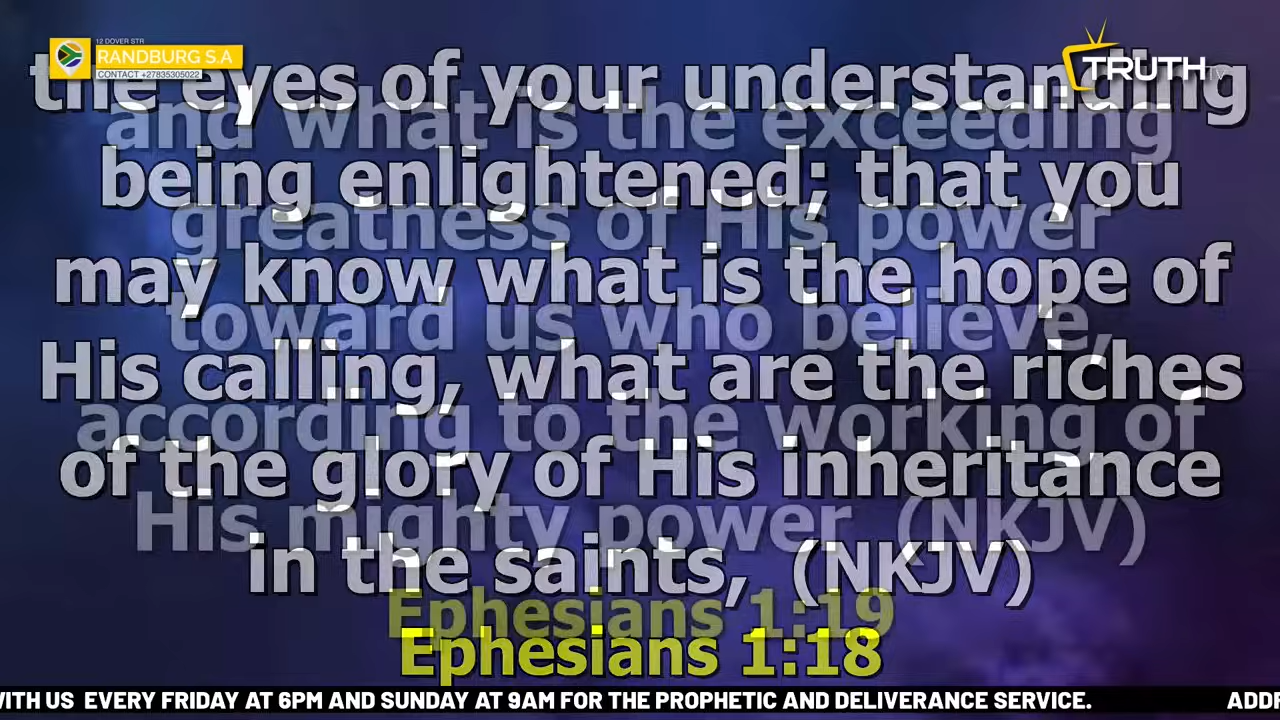 12 DOVER STR
RANDBURG S.A
CONTACT +27835305022
TRUTH TV
the eyes of your understanding
being enlightened; that you
may know what is the hope of
His calling, what are the riches
of the glory of His inheritance
in the saints, (NKJV)
Ephesians 1:18
and what is the exceeding
greatness of His power
toward us who believe,
according to the working of
His mighty power (NKJV)
Ephesians 1:19
WITH US EVERY FRIDAY AT 6PM AND SUNDAY AT 9AM FOR THE PROPHETIC AND DELIVERANCE SERVICE.